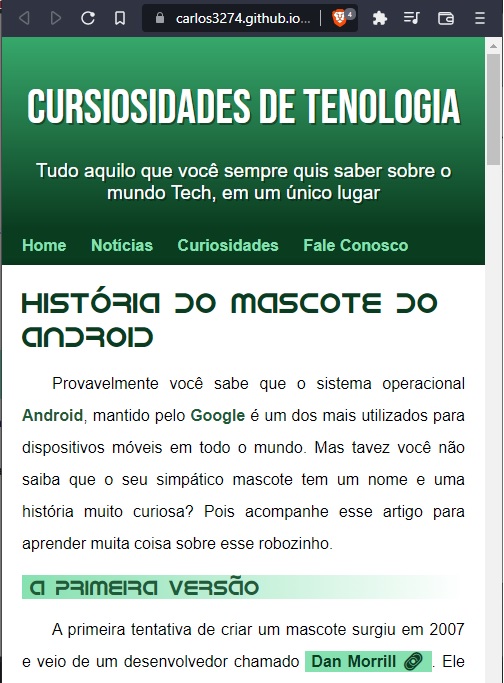 carlos3274.github.io...
4
CURSIOSIDADES DE TENOLOGIA
Tudo aquilo que você sempre quis saber sobre o
mundo Tech, em um único lugar
Home Notícias Curiosidades Fale Conosco
HISTÓRIA DO MASCOTE DO
ANDROID
Provavelmente você sabe que o sistema operacional
Android, mantido pelo Google é um dos mais utilizados para
dispositivos móveis em todo o mundo. Mas tavez você não
saiba que o seu simpático mascote tem um nome e uma
história muito curiosa? Pois acompanhe esse artigo para
aprender muita coisa sobre esse robozinho.
A PRIMEIRA VERSÃO
A primeira tentativa de criar um mascote surgiu em 2007
e veio de um desenvolvedor chamado Dan Morrill. Ele